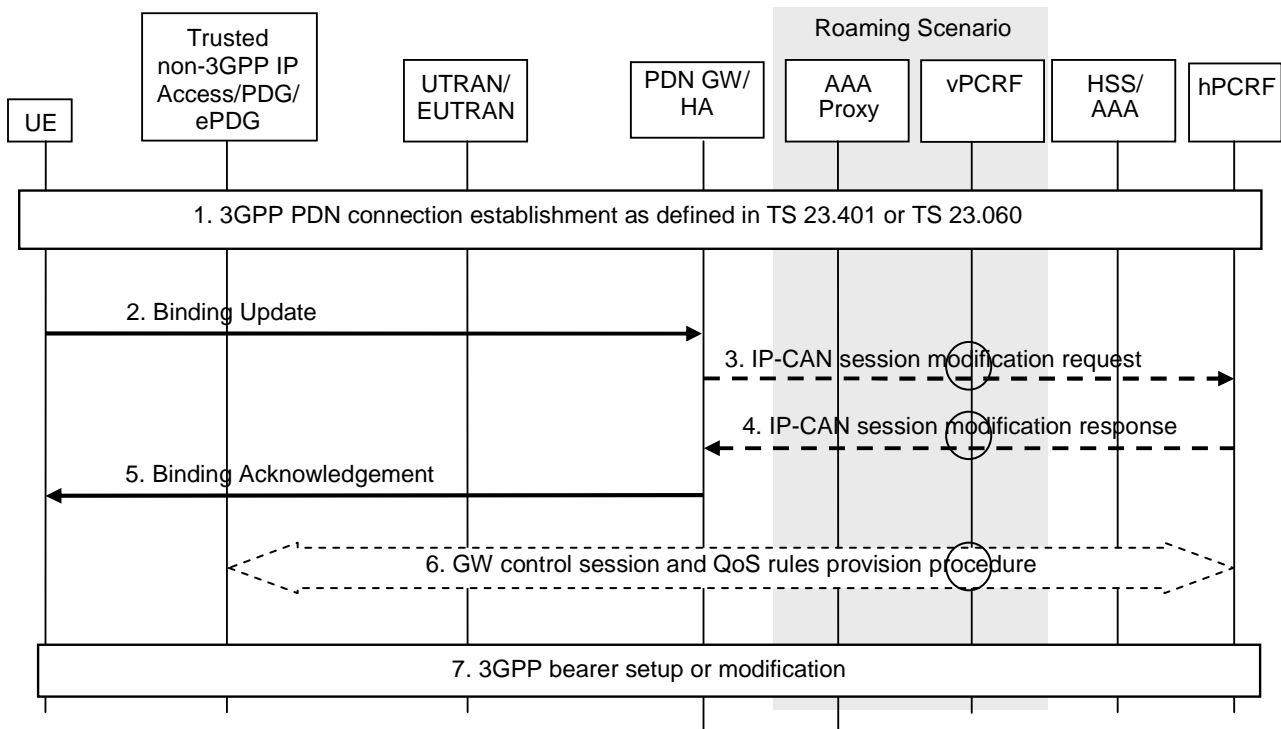 Roaming Scenario
Trusted
non-3GPP IP
Access/PDG/
ePDG
UTRAN/
EUTRAN
PDN GW/
HA
AAA
Proxy
vPCRF
HSS/
AAA
hPCRF
UE
1. 3GPP PDN connection establishment as defined in TS 23.401 or TS 23.060
2. Binding Update
3. IP-CAN session modification request
4. IP-CAN session modification response
5. Binding Acknowledgement
6. GW control session and QoS rules provision procedure
7. 3GPP bearer setup or modification